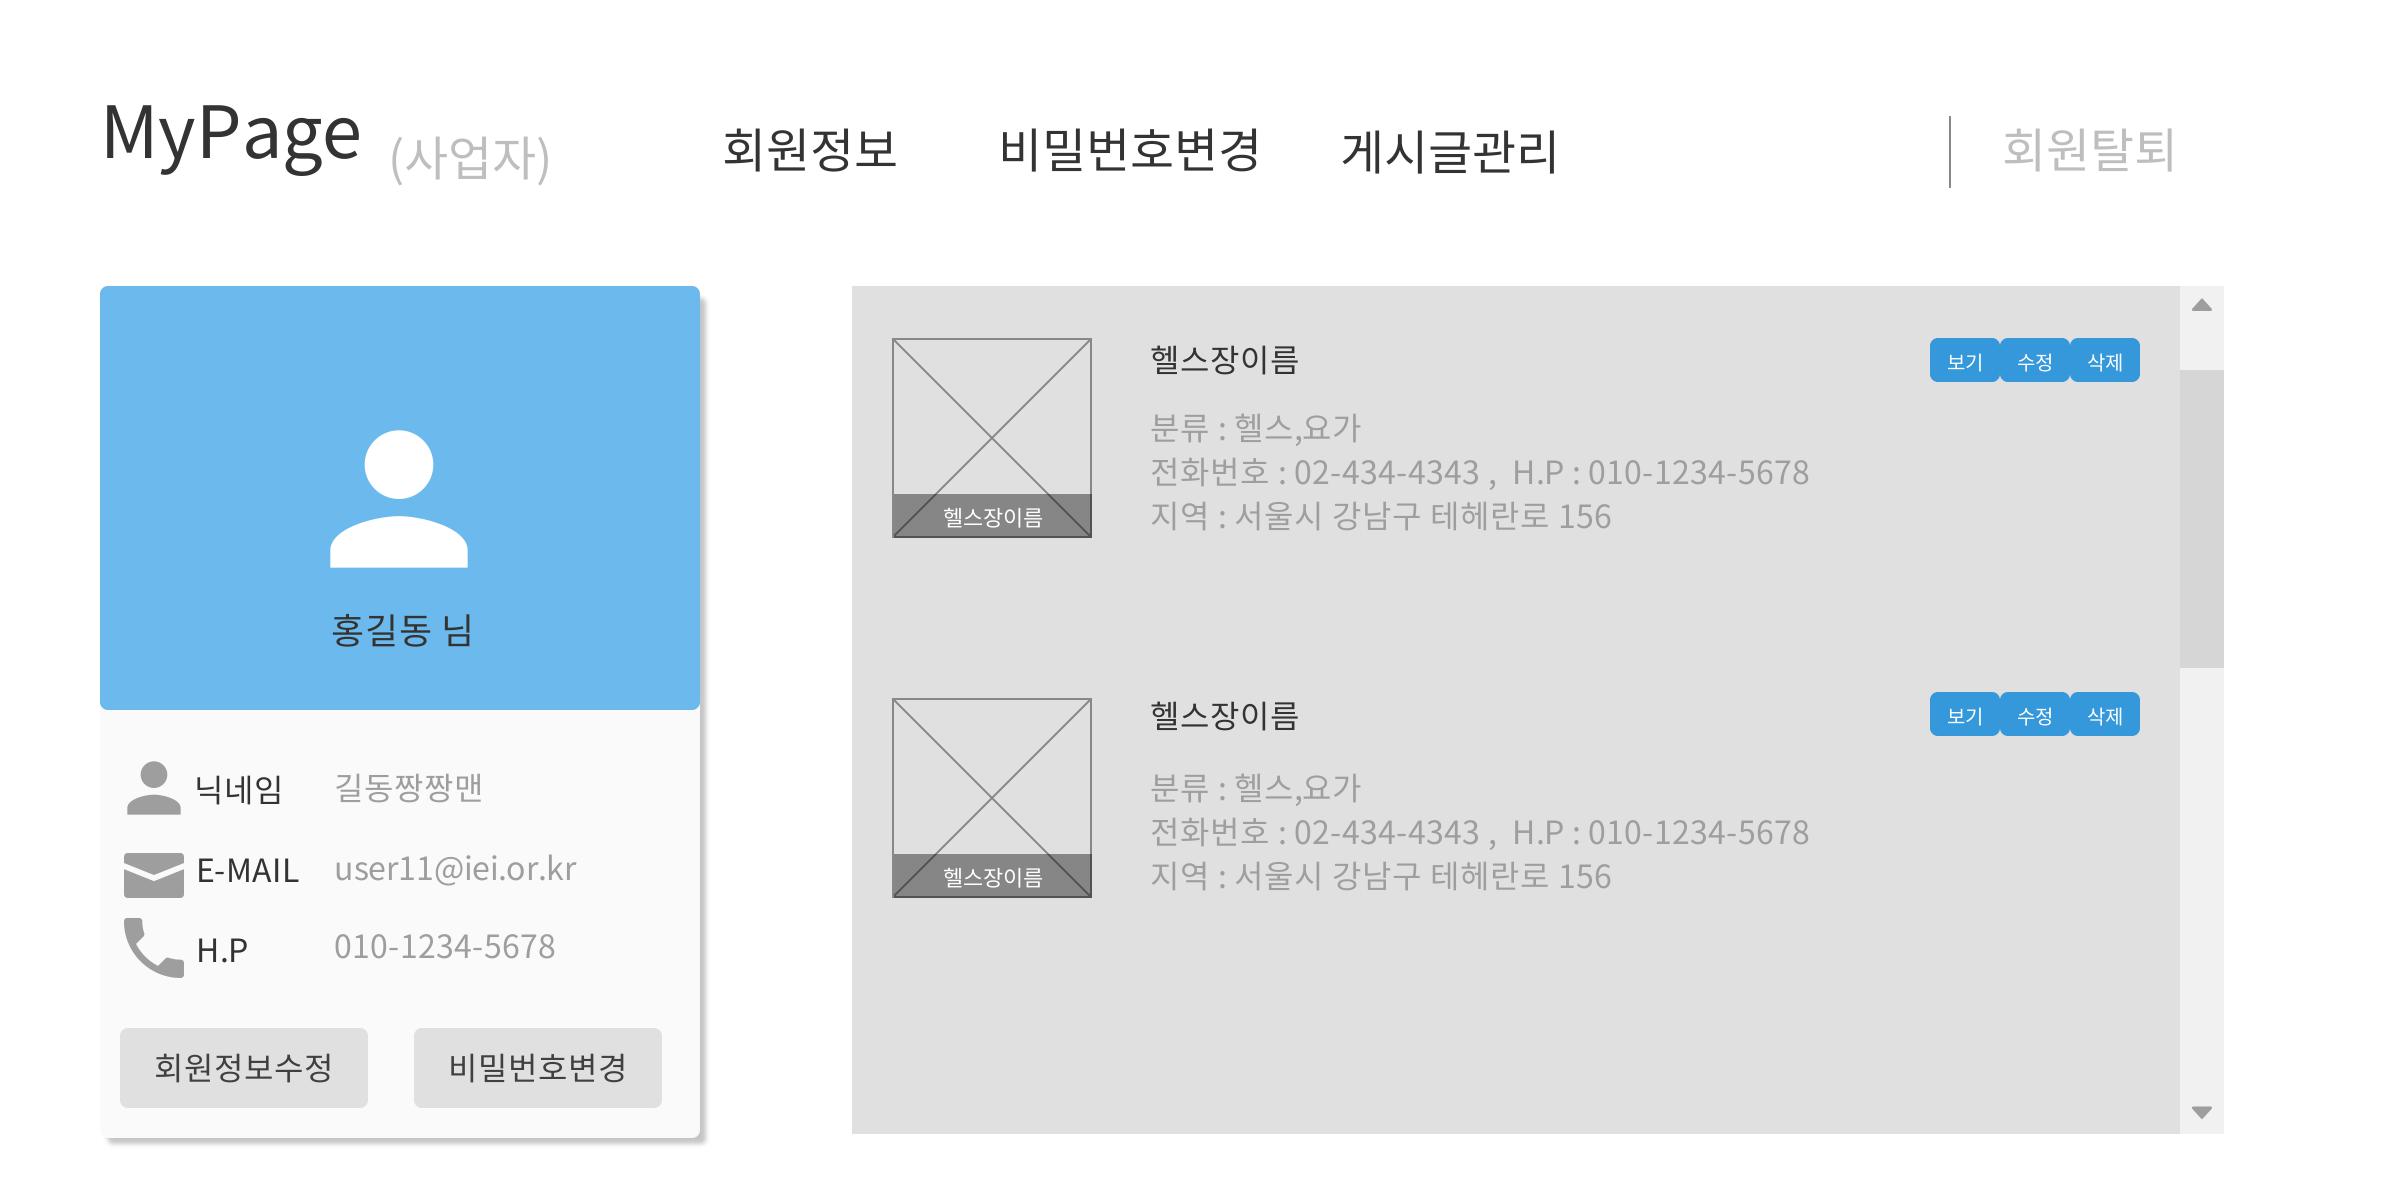 MyPage (사업자) 회원정보 비밀번호변경 게시글관리 회원탈퇴
홍길동 님
닉네임 길동짱짱맨
E-MAIL user11@iei.or.kr
H.P 010-1234-5678
회원정보수정 비밀번호변경
헬스장이름 보기 수정 삭제
분류 : 헬스,요가
전화번호 : 02-434-4343 , H.P : 010-1234-5678
지역 : 서울시 강남구 테헤란로 156
헬스장이름
헬스장이름 보기 수정 삭제
분류 : 헬스,요가
전화번호 : 02-434-4343 , H.P : 010-1234-5678
지역 : 서울시 강남구 테헤란로 156
헬스장이름